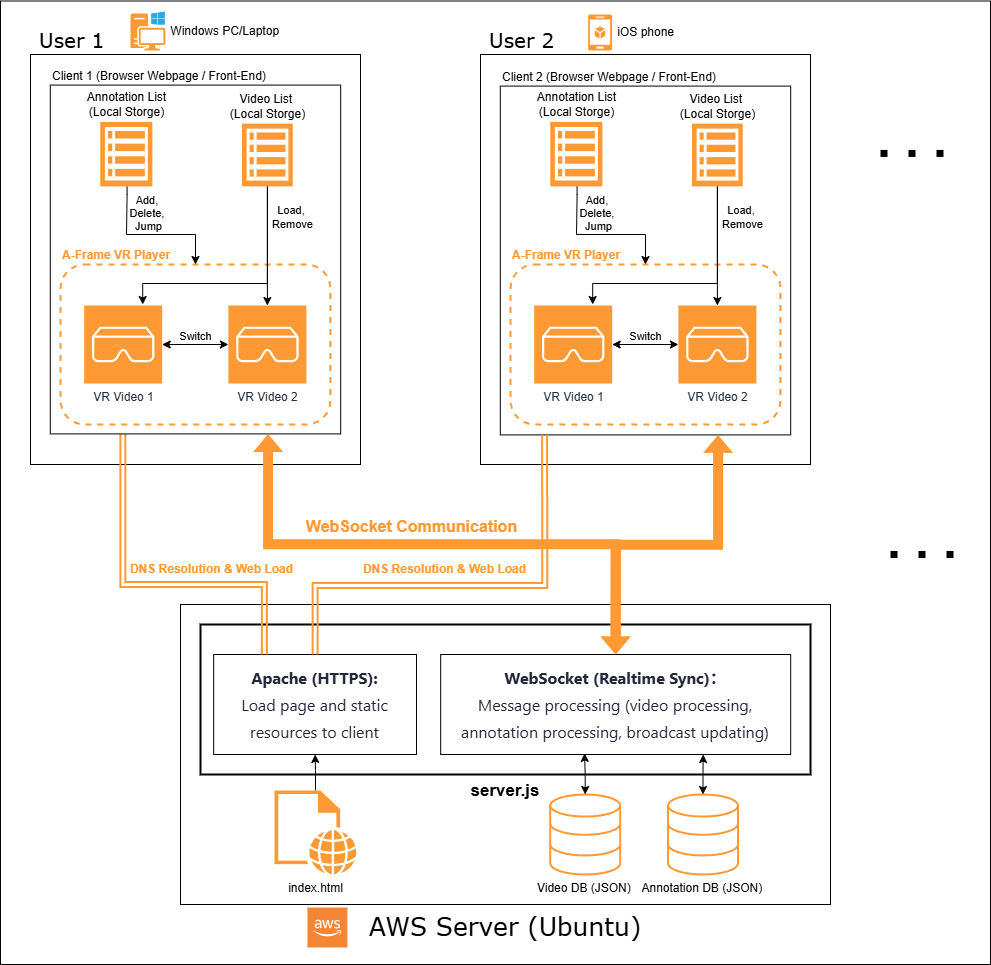 User 1
Windows PC/Laptop
User 2
iOS phone
Client 1 (Browser Webpage / Front-End)
Annotation List
(Local Storge)
Video List
(Local Storge)
Add,
Delete,
Jump
Load,
Remove
A-Frame VR Player
Switch
VR Video 1
VR Video 2
Client 2 (Browser Webpage / Front-End)
Annotation List
(Local Storge)
Video List
(Local Storge)
Add,
Delete,
Jump
Load,
Remove
A-Frame VR Player
Switch
VR Video 1
VR Video 2
. . .
WebSocket Communication
DNS Resolution & Web Load
DNS Resolution & Web Load
. . .
Apache (HTTPS):
Load page and static
resources to client
WebSocket (Realtime Sync)：
Message processing (video processing,
annotation processing, broadcast updating)
server.js
index.html
Video DB (JSON)
Annotation DB (JSON)
aws
AWS Server (Ubuntu)